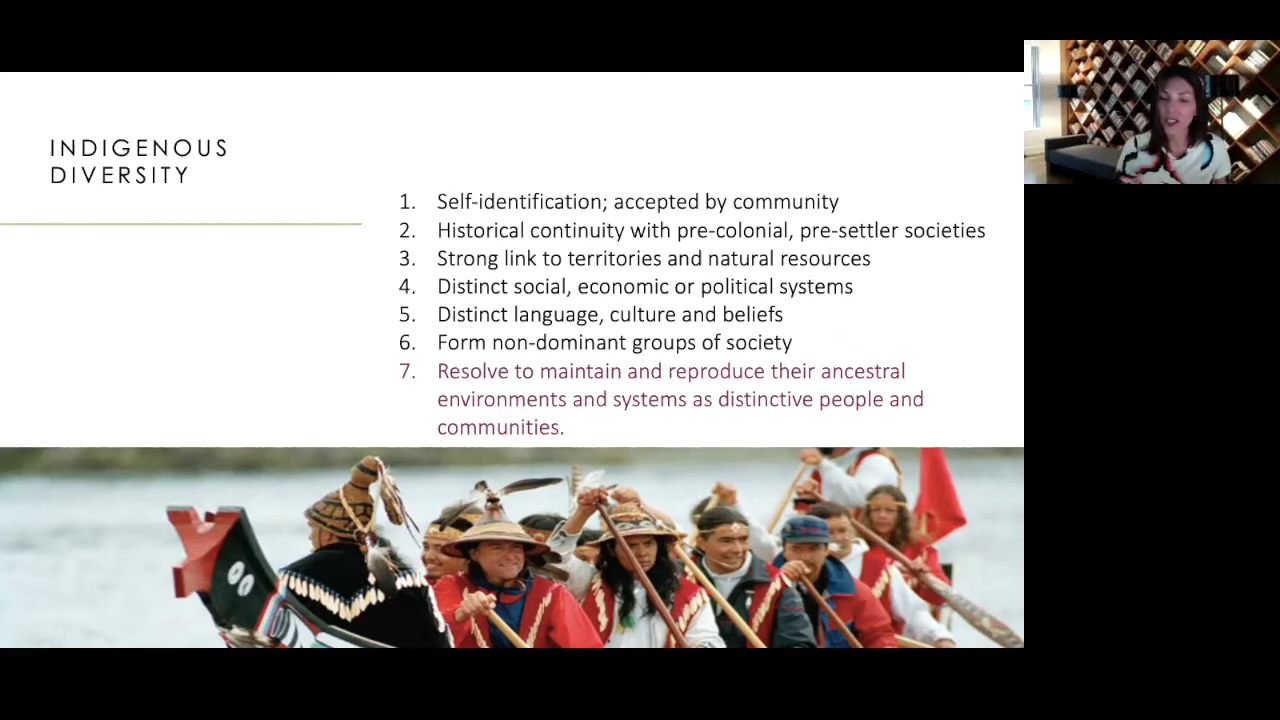 INDIGENOUS
DIVERSITY
1. Self-identification; accepted by community
2. Historical continuity with pre-colonial, pre-settler societies
3. Strong link to territories and natural resources
4. Distinct social, economic or political systems
5. Distinct language, culture and beliefs
6. Form non-dominant groups of society
7. Resolve to maintain and reproduce their ancestral
environments and systems as distinctive people and
communities.